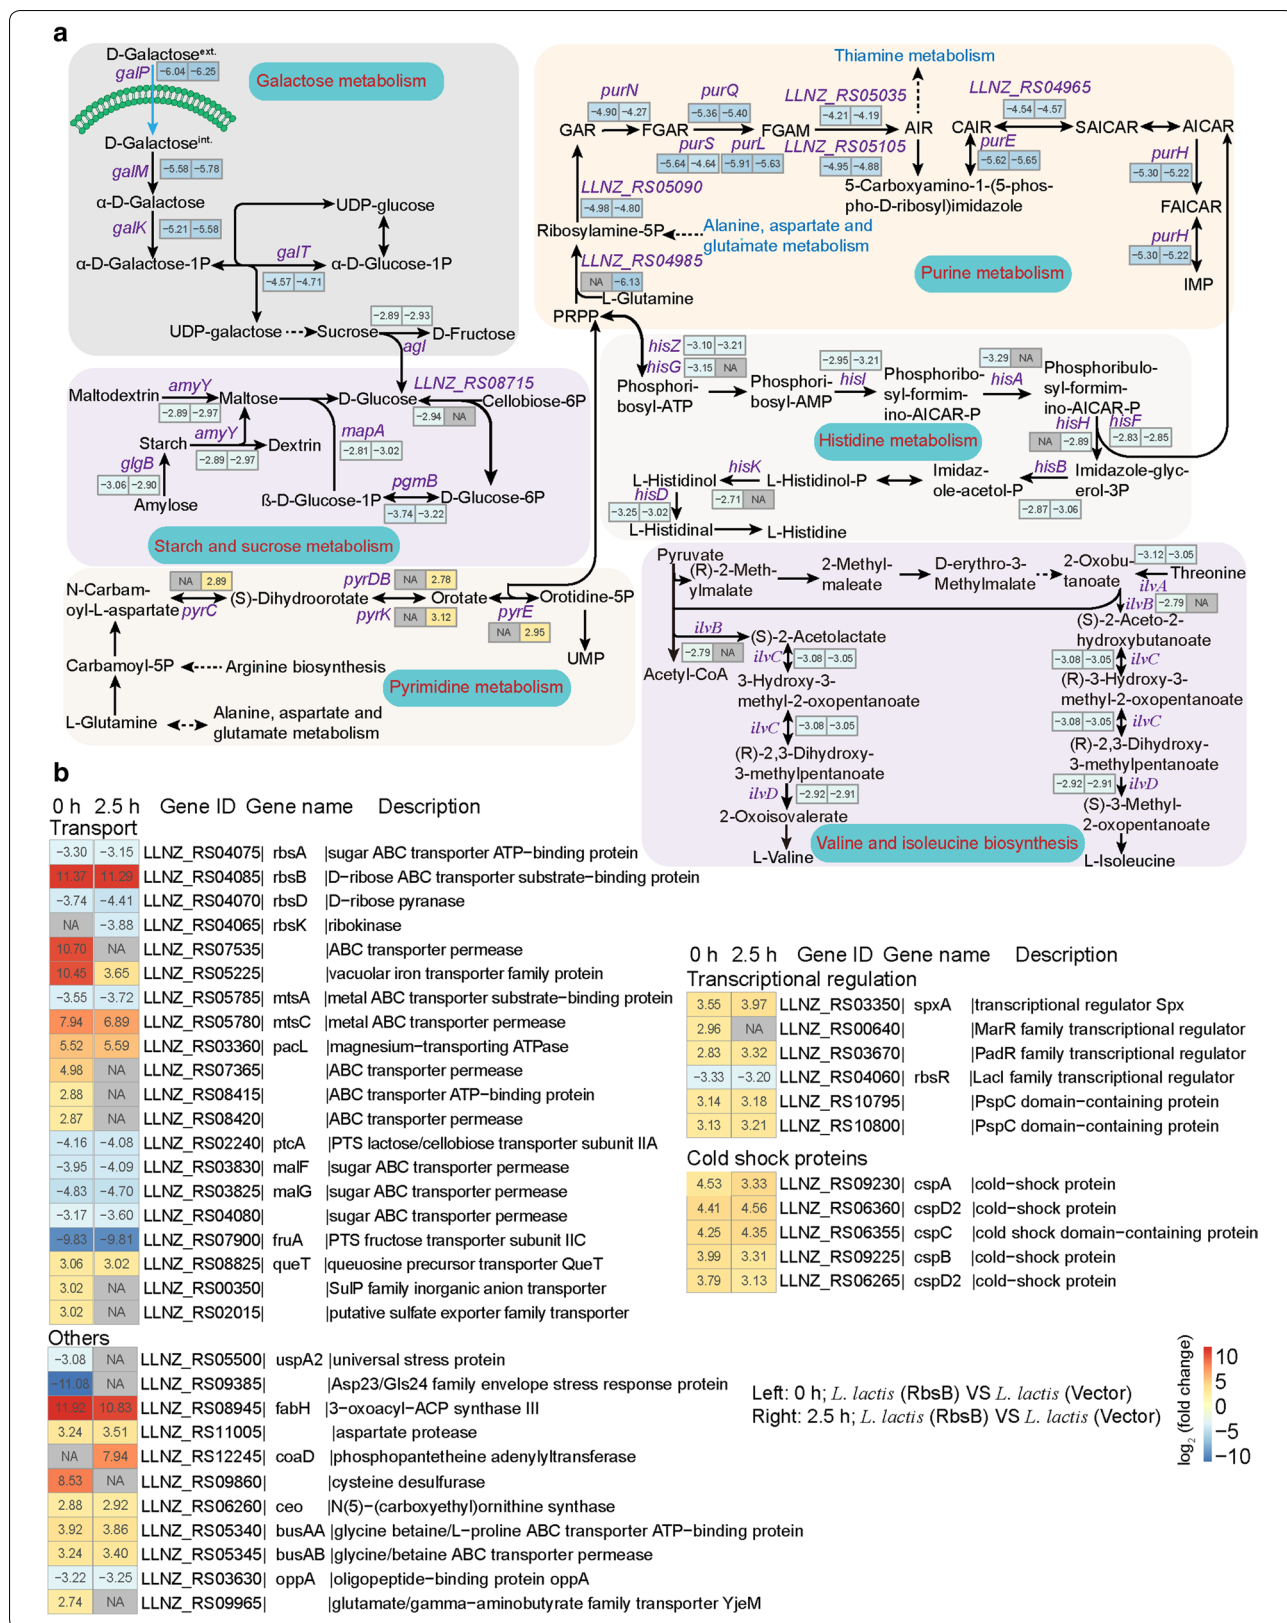 a
D-Galactose ext.
galP −6.04 −6.25
Galactose metabolism
D-Galactose int.
galM −5.58 −5.78
α-D-Galactose
galK −5.21 −5.58
UDP-glucose
galT
α-D-Galactose-1P α-D-Glucose-1P
−4.57 −4.71
−2.89 −2.93
UDP-galactose Sucrose D-Fructose
agl
Maltodextrin amyY Maltose D-Glucose LLNZ_RS08715 Cellobiose-6P
−2.89 −2.97
−2.94 NA
Starch amyY Dextrin mapA
−2.89 −2.97
−2.81 −3.02
glgB
−3.06 −2.90
Amylose
ß-D-Glucose-1P pgmB D-Glucose-6P
−3.74 −3.22
Starch and sucrose metabolism
N-Carbam-
oyl-L-aspartate
NA 2.89
pyrC
(S)-Dihydroorotate
pyrDB NA 2.78
pyrK NA 3.12
Orotate
pyrE
NA 2.95
Orotidine-5P
UMP
Carbamoyl-5P Arginine biosynthesis
Pyrimidine metabolism
L-Glutamine
Alanine, aspartate and
glutamate metabolism
Thiamine metabolism
purN purQ LLNZ_RS05035 LLNZ_RS04965
−4.90 −4.27 −5.36 −5.40 −4.21 −4.19 −4.54 −4.57
GAR FGAR FGAM AIR CAIR SAICAR AICAR
purS purL LLNZ_RS05105 purE
−5.64 −4.64 −5.91 −5.63 −4.95 −4.88 −5.62 −5.65
purH
−5.30 −5.22
5-Carboxyamino-1-(5-phos-
pho-D-ribosyl)imidazole
LLNZ_RS05090
−4.98 −4.80
FAICAR
Ribosylamine-5P
Alanine, aspartate and
glutamate metabolism
purH
−5.30 −5.22
LLNZ_RS04985
NA −6.13
Purine metabolism
IMP
L-Glutamine
PRPP
hisZ −3.10 −3.21
hisG −3.15 NA
Phosphori-
bosyl-ATP
Phosphori-
bosyl-AMP
−2.95 −3.21
hisI
Phosphoribo-
syl-formim-
ino-AICAR-P
−3.29 NA
hisA
Phosphoribulo-
syl-formim-
ino-AICAR-P
hisH hisF
NA −2.89 −2.83 −2.85
Histidine metabolism
L-Histidinol hisK L-Histidinol-P
−2.71 NA
Imidaz-
ole-acetol-P
hisB
−2.87 −3.06
Imidazole-glyc-
erol-3P
hisD
−3.25 −3.02
L-Histidinal L-Histidine
Pyruvate
(R)-2-Meth-
ylmalate
2-Methyl-
maleate
D-erythro-3-
Methylmalate
2-Oxobu-
tanoate
−3.12 −3.05
Threonine
ilvA
ilvB −2.79 NA
(S)-2-Aceto-2-
hydroxybutanoate
ilvB
−2.79 NA
Acetyl-CoA
(S)-2-Acetolactate
ilvC −3.08 −3.05
−3.08 −3.05 ilvC
3-Hydroxy-3-
methyl-2-oxopentanoate
(R)-3-Hydroxy-3-
methyl-2-oxopentanoate
ilvC −3.08 −3.05
−3.08 −3.05 ilvC
(R)-2,3-Dihydroxy-
3-methylpentanoate
(R)-2,3-Dihydroxy-
3-methylpentanoate
ilvD −2.92 −2.91
−2.92 −2.91 ilvD
2-Oxoisovalerate
(S)-3-Methyl-
2-oxopentanoate
L-Valine
Valine and isoleucine biosynthesis
L-Isoleucine
b
0 h 2.5 h Gene ID Gene name Description
Transport
−3.30 −3.15 LLNZ_RS04075| rbsA |sugar ABC transporter ATP−binding protein
11.37 11.29 LLNZ_RS04085| rbsB |D−ribose ABC transporter substrate−binding protein
−3.74 −4.41 LLNZ_RS04070| rbsD |D−ribose pyranase
NA −3.88 LLNZ_RS04065| rbsK |ribokinase
10.70 NA LLNZ_RS07535| |ABC transporter permease
10.45 3.65 LLNZ_RS05225| |vacuolar iron transporter family protein
−3.55 −3.72 LLNZ_RS05785| mtsA |metal ABC transporter substrate−binding protein
7.94 6.89 LLNZ_RS05780| mtsC |metal ABC transporter permease
5.52 5.59 LLNZ_RS03360| pacL |magnesium−transporting ATPase
4.98 NA LLNZ_RS07365| |ABC transporter permease
2.88 NA LLNZ_RS08415| |ABC transporter ATP−binding protein
2.87 NA LLNZ_RS08420| |ABC transporter permease
−4.16 −4.08 LLNZ_RS02240| ptcA |PTS lactose/cellobiose transporter subunit IIA
−3.95 −4.09 LLNZ_RS03830| malF |sugar ABC transporter permease
−4.83 −4.70 LLNZ_RS03825| malG |sugar ABC transporter permease
−3.17 −3.60 LLNZ_RS04080| |sugar ABC transporter permease
−9.83 −9.81 LLNZ_RS07900| fruA |PTS fructose transporter subunit IIC
3.06 3.02 LLNZ_RS08825| queT |queuosine precursor transporter QueT
3.02 NA LLNZ_RS00350| |SulP family inorganic anion transporter
3.02 NA LLNZ_RS02015| |putative sulfate exporter family transporter
Others
−3.08 NA LLNZ_RS05500| uspA2 |universal stress protein
−11.08 NA LLNZ_RS09385| |Asp23/Gls24 family envelope stress response protein
11.92 10.83 LLNZ_RS08945| fabH |3−oxoacyl−ACP synthase III
3.24 3.51 LLNZ_RS11005| |aspartate protease
NA 7.94 LLNZ_RS12245| coaD |phosphopantetheine adenylyltransferase
8.53 NA LLNZ_RS09860| |cysteine desulfurase
2.88 2.92 LLNZ_RS06260| ceo |N(5)−(carboxyethyl)ornithine synthase
3.92 3.86 LLNZ_RS05340| busAA |glycine betaine/L−proline ABC transporter ATP−binding protein
3.24 3.40 LLNZ_RS05345| busAB |glycine/betaine ABC transporter permease
−3.22 −3.25 LLNZ_RS03630| oppA |oligopeptide−binding protein oppA
2.74 NA LLNZ_RS09965| |glutamate/gamma−aminobutyrate family transporter YjeM
0 h 2.5 h Gene ID Gene name Description
Transcriptional regulation
3.55 3.97 LLNZ_RS03350| spxA |transcriptional regulator Spx
2.96 NA LLNZ_RS00640| |MarR family transcriptional regulator
2.83 3.32 LLNZ_RS03670| |PadR family transcriptional regulator
−3.33 −3.20 LLNZ_RS04060| rbsR |LacI family transcriptional regulator
3.14 3.18 LLNZ_RS10795| |PspC domain−containing protein
3.13 3.21 LLNZ_RS10800| |PspC domain−containing protein
Cold shock proteins
4.53 3.33 LLNZ_RS09230| cspA |cold−shock protein
4.41 4.56 LLNZ_RS06360| cspD2 |cold−shock protein
4.25 4.35 LLNZ_RS06355| cspC |cold shock domain−containing protein
3.99 3.31 LLNZ_RS09225| cspB |cold−shock protein
3.79 3.13 LLNZ_RS06265| cspD2 |cold−shock protein
Left: 0 h; L. lactis (RbsB) VS L. lactis (Vector)
Right: 2.5 h; L. lactis (RbsB) VS L. lactis (Vector)
log2 (fold change)
10
5
0
−5
−10